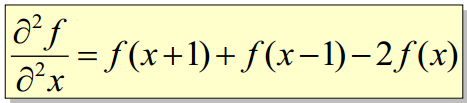 ∂²f/∂²x = f(x+1)+f(x−1)−2f(x)